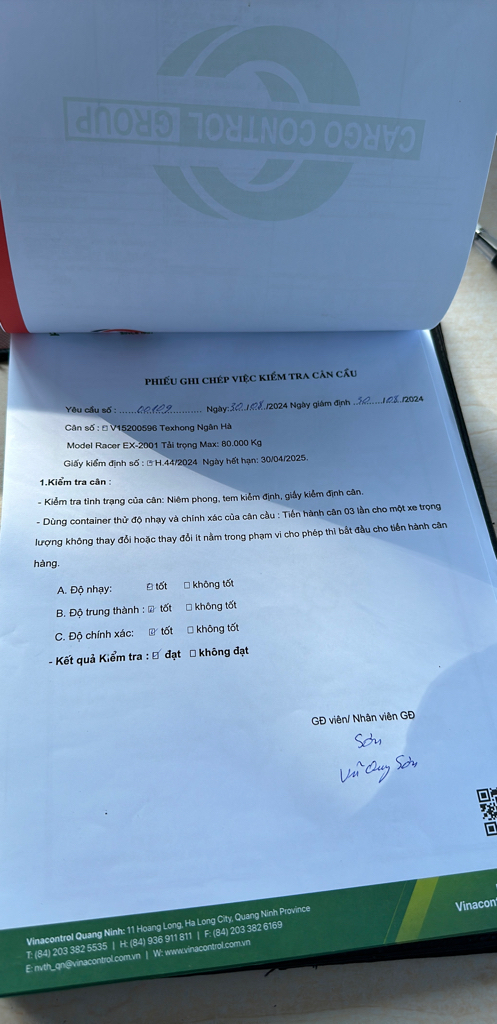 CARGO CONTROL GROUP
PHIẾU GHI CHÉP VIỆC KIỂM TRA CÂN CẦU
Yêu cầu số : ........00109............ Ngày:30/08/2024 Ngày giám định ..30..../08./2024
Cân số : ☑ V15200596 Texhong Ngân Hà
Model Racer EX-2001 Tải trọng Max: 80.000 Kg
Giấy kiểm định số : ☑ H.44/2024 Ngày hết hạn: 30/04/2025.
1.Kiểm tra cân :
- Kiểm tra tình trạng của cân: Niêm phong, tem kiểm định, giấy kiểm định cân.
- Dùng container thử độ nhạy và chính xác của cân cầu : Tiến hành cân 03 lần cho một xe trọng
lượng không thay đổi hoặc thay đổi ít nằm trong phạm vi cho phép thì bắt đầu cho tiến hành cân
hàng.
A. Độ nhạy: ☑ tốt ☐ không tốt
B. Độ trung thành : ☑ tốt ☐ không tốt
C. Độ chính xác: ☑ tốt ☐ không tốt
- Kết quả Kiểm tra : ☑ đạt ☐ không đạt
GĐ viên/ Nhân viên GĐ
Sơn
Vũ Quy Sơn
Vinacontrol Quang Ninh: 11 Hoang Long, Ha Long City, Quang Ninh Province
T: (84) 203 382 5535 | H: (84) 936 911 811 | F: (84) 203 382 6169
E: nvth_qn@vinacontrol.com.vn | W: www.vinacontrol.com.vn
Vinacont